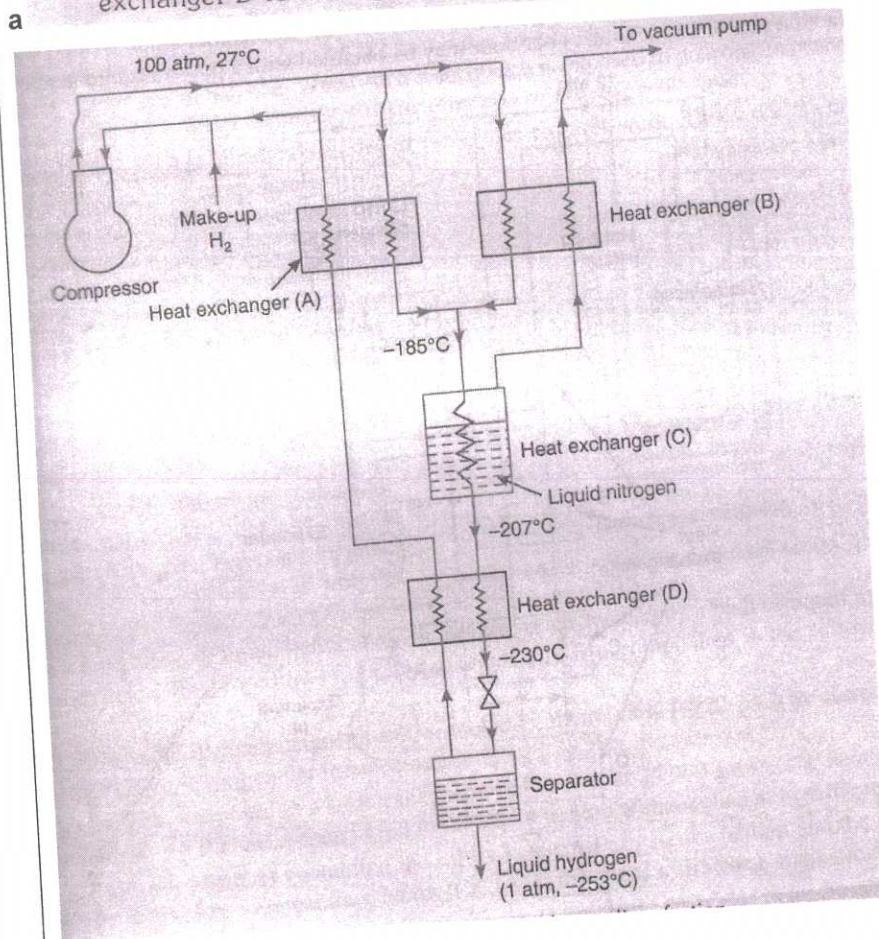 exchanger
a
To vacuum pump
100 atm, 27°C
Make-up
H₂
Heat exchanger (B)
Compressor
Heat exchanger (A)
–185°C
Heat exchanger (C)
Liquid nitrogen
–207°C
Heat exchanger (D)
–230°C
Separator
Liquid hydrogen
(1 atm, –253°C)